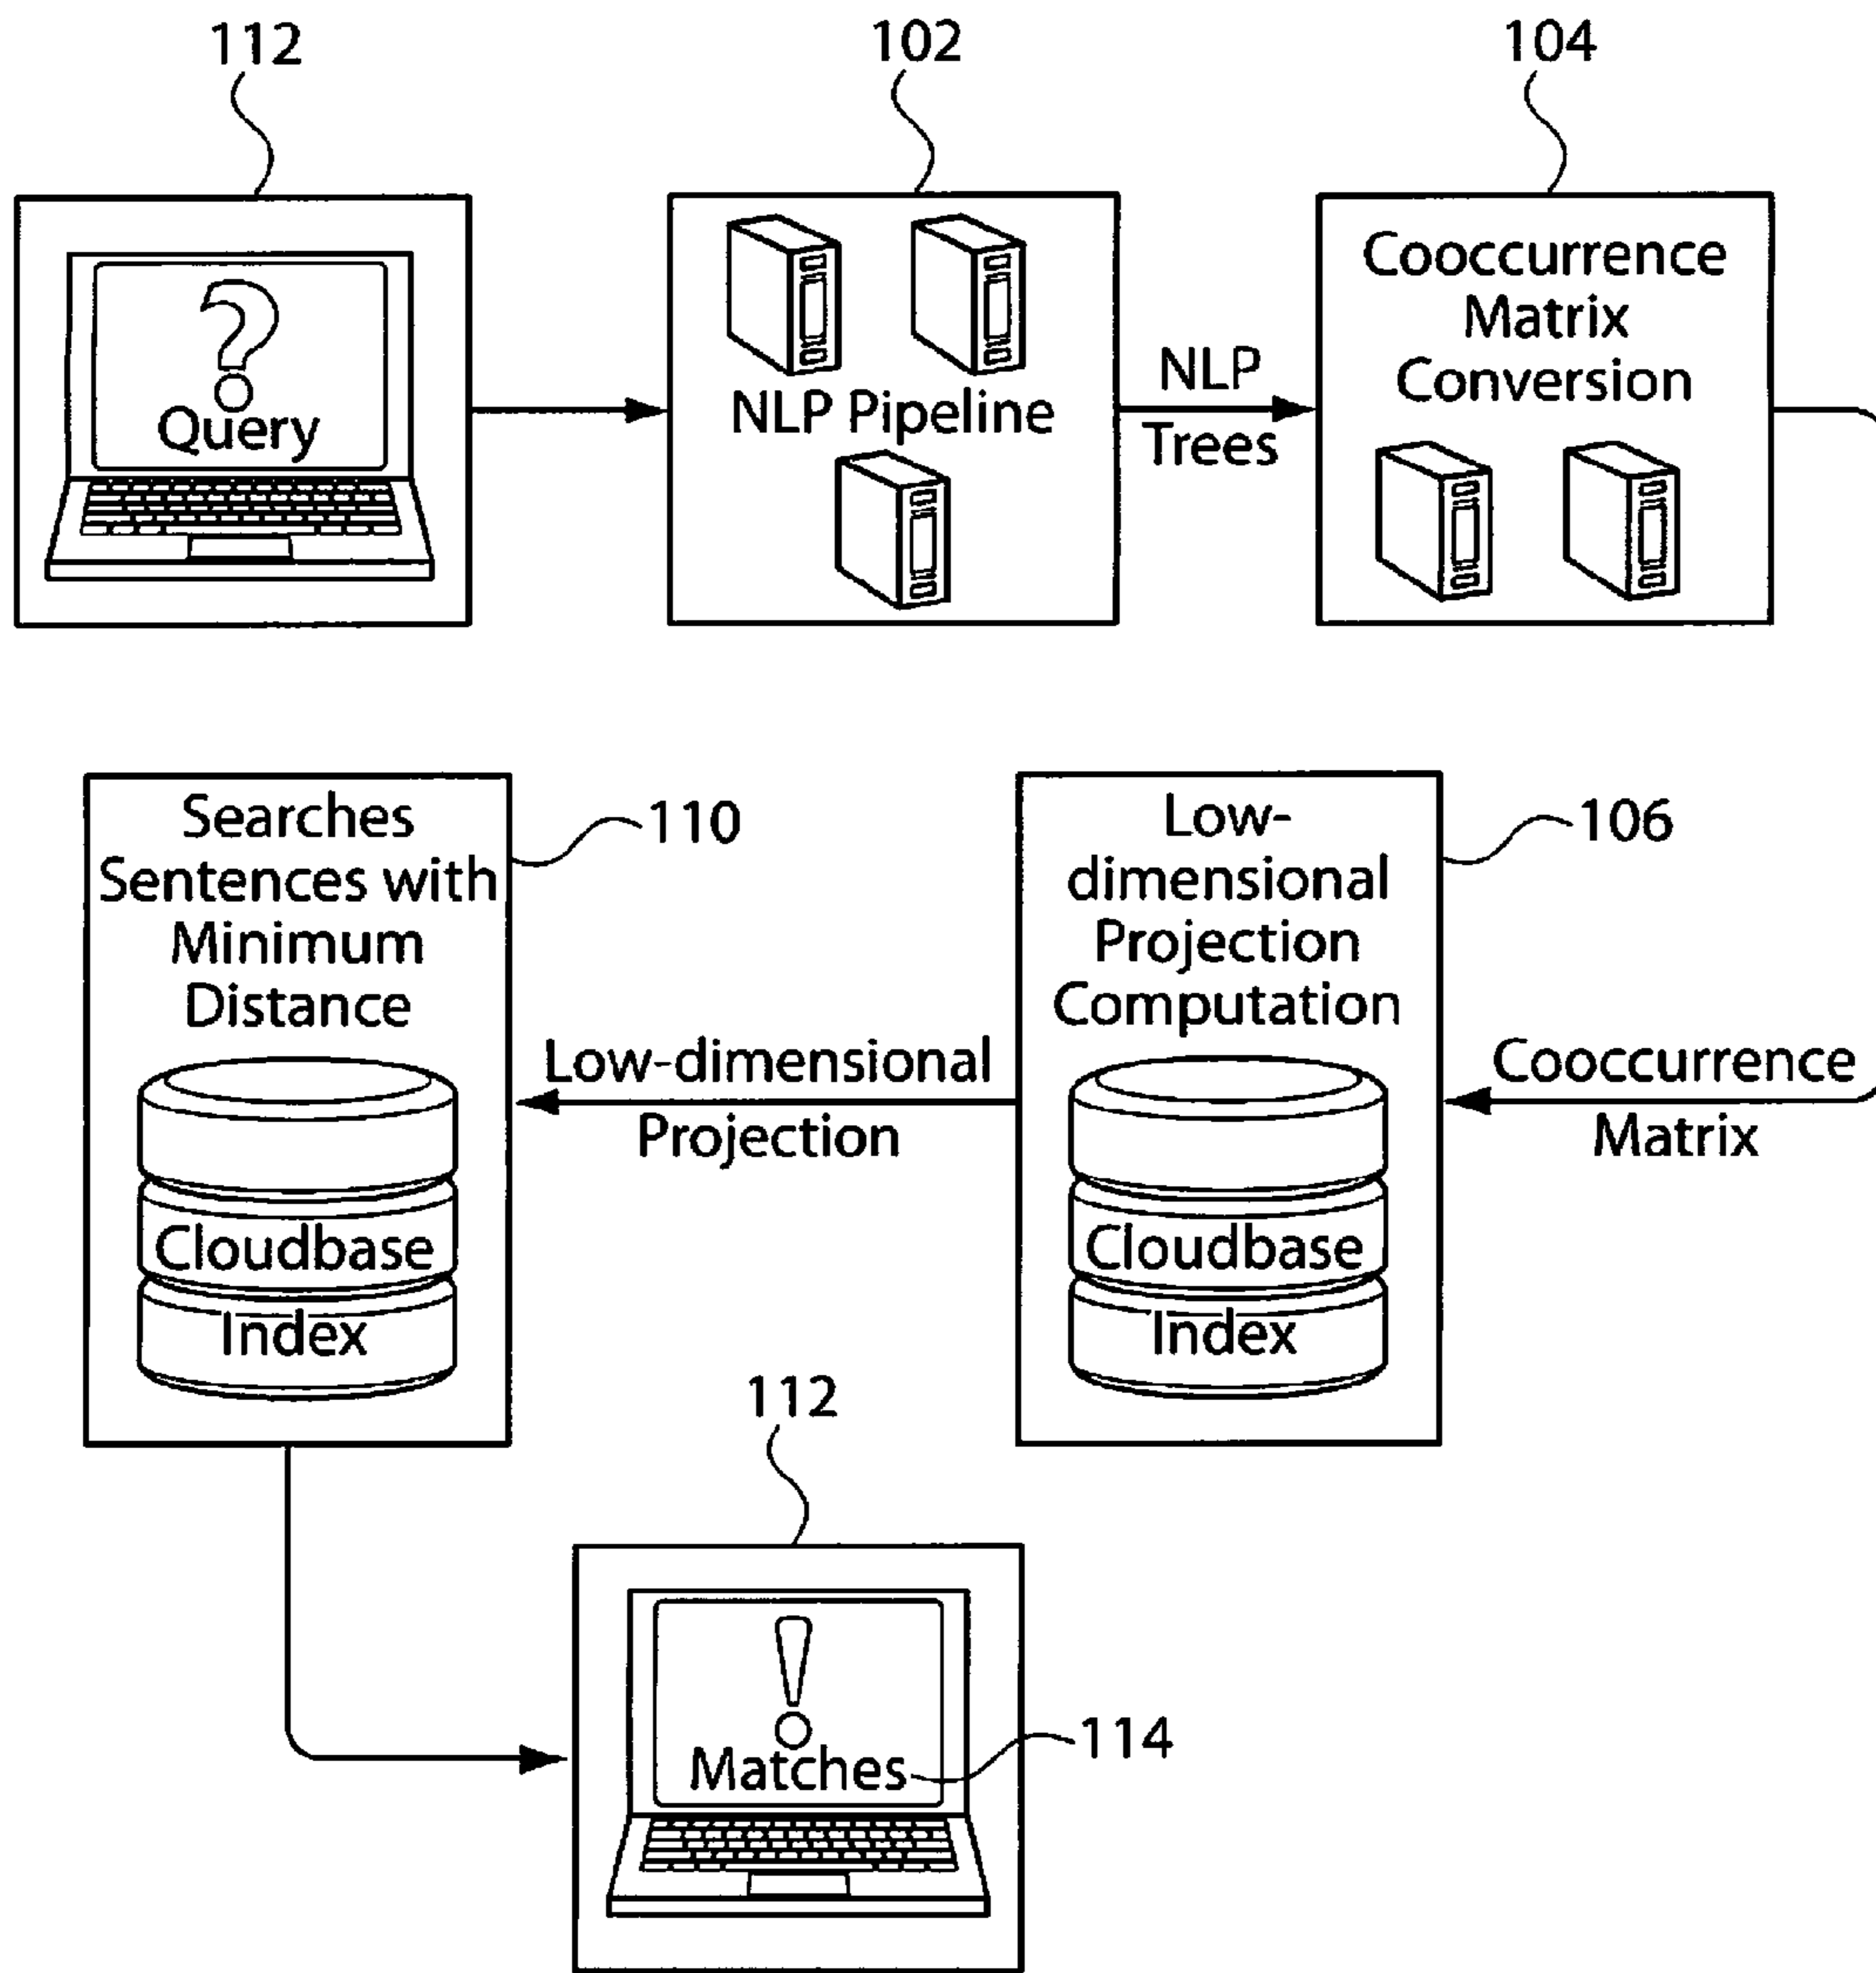 112
102
104
Query
NLP Pipeline
NLP
Trees
Cooccurrence
Matrix
Conversion
Searches
Sentences with
Minimum
Distance
110
Cloudbase
Index
Low-dimensional
Projection
Low-
dimensional
Projection
Computation
106
Cloudbase
Index
Cooccurrence
Matrix
112
Matches
114